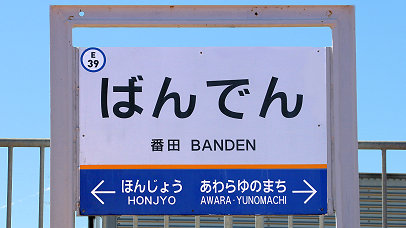 E
39
ばんでん
番田 BANDEN
← ほんじょう あわらゆのまち →
HONJYO AWARA-YUNOMACHI